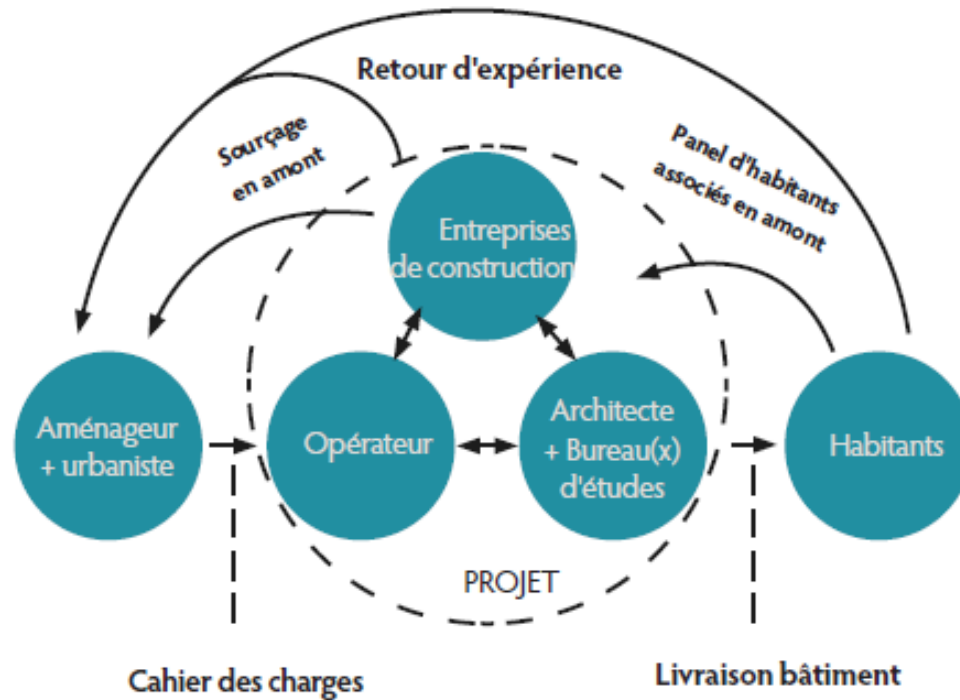 Retour d'expérience
Sourçage
en amont
Panel d'habitants
associés en amont
Entreprises
de construction
Aménageur
+ urbaniste
Opérateur
Architecte
+ Bureau(x)
d'études
Habitants
PROJET
Cahier des charges
Livraison bâtiment